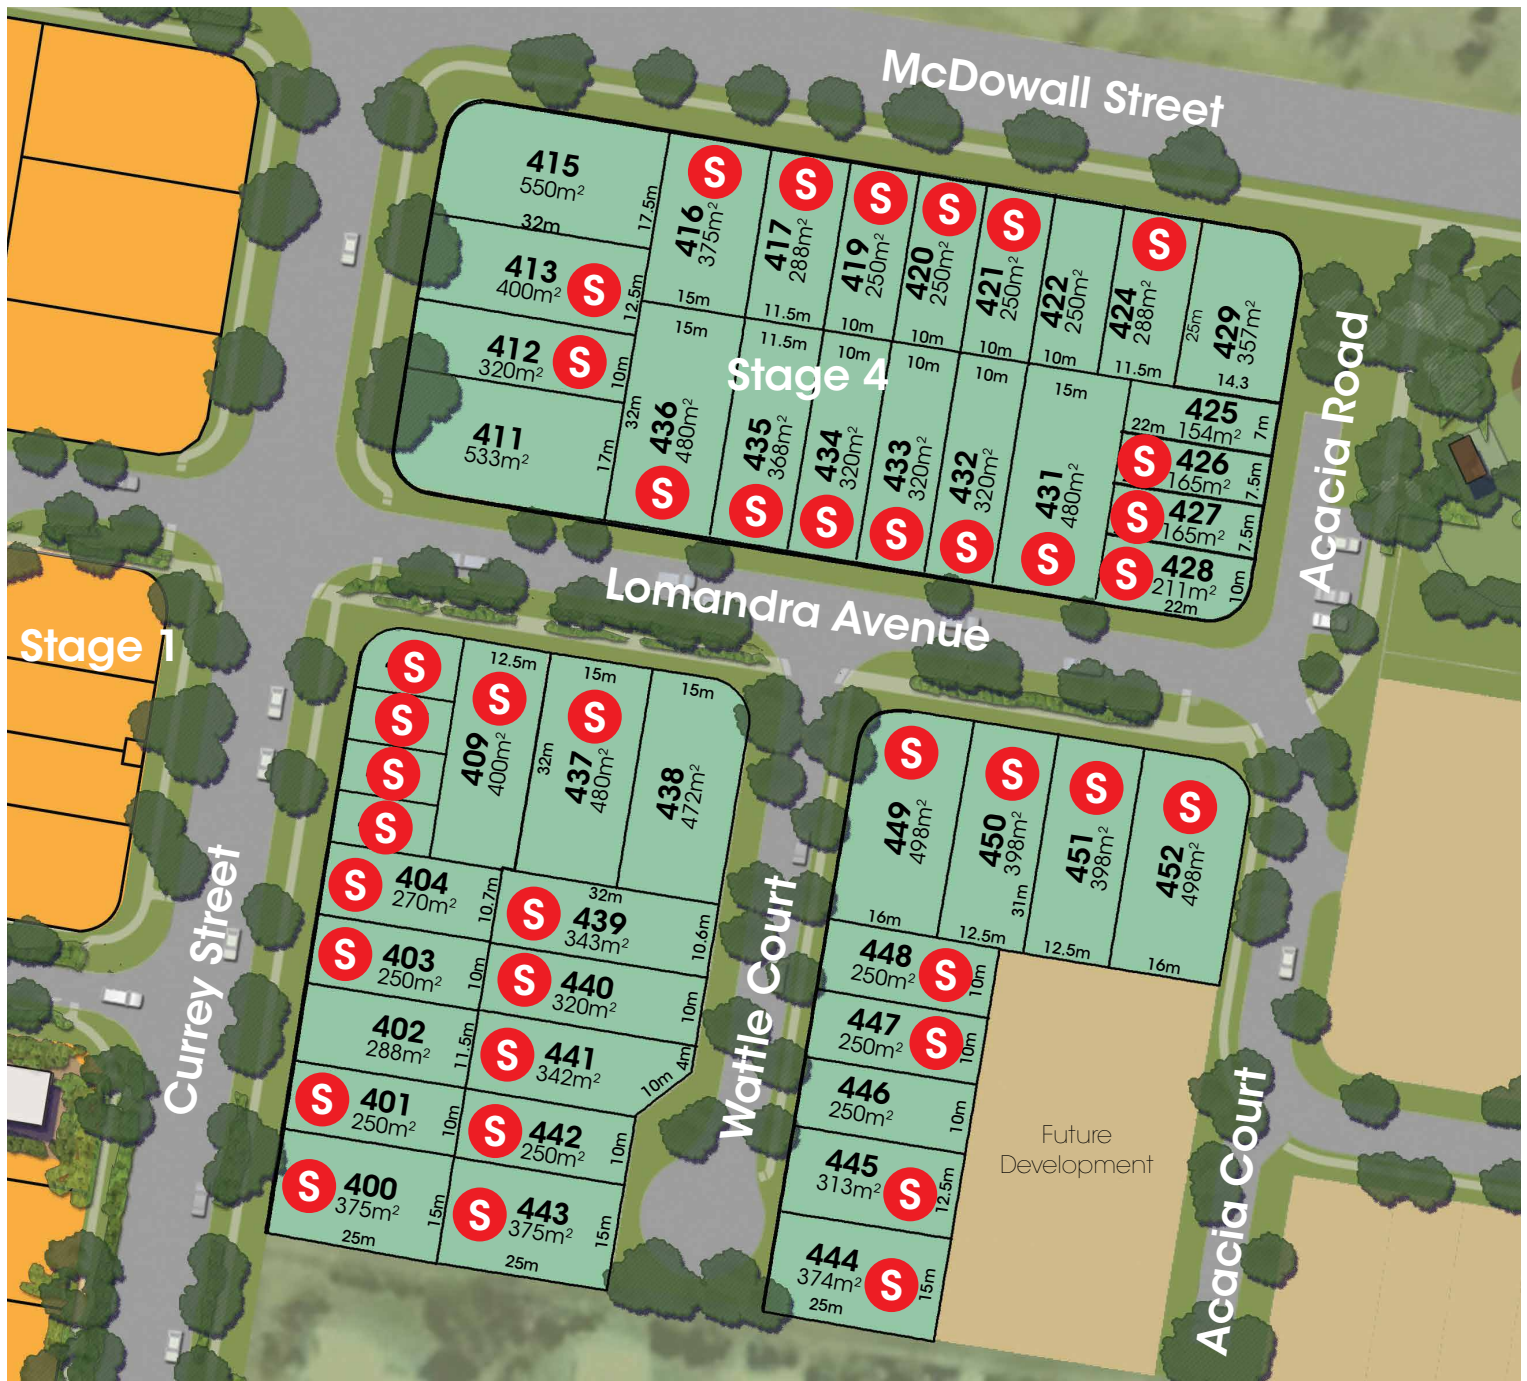 McDowall Street
415
550m²
32m
17.5m
S
416
375m²
15m
S
417
288m²
11.5m
S
419
250m²
10m
S
420
250m²
10m
S
421
250m²
10m
422
250m²
10m
S
424
288m²
11.5m
25m
429
357m²
14.3
413
400m²
S
12.5m
412
320m²
S
10m
411
533m²
17m
32m
15m
436
480m²
S
11.5m
435
368m²
S
10m
434
320m²
S
10m
433
320m²
S
10m
432
320m²
S
15m
431
480m²
S
Stage 4
425
154m²
22m
7m
S
426
165m²
7.5m
S
427
165m²
7.5m
S
428
211m²
22m
10m
Acacia Road
Lomandra Avenue
Stage 1
S
S
S
S
12.5m
S
409
400m²
32m
15m
S
437
480m²
15m
438
472m²
S
404
270m²
10.7m
32m
S
439
343m²
10.6m
S
403
250m²
10m
S
440
320m²
10m
402
288m²
11.5m
S
441
342m²
4m
10m
S
401
250m²
10m
S
442
250m²
10m
S
400
375m²
15m
25m
S
443
375m²
15m
25m
Currey Street
Wattle Court
S
449
498m²
16m
S
450
398m²
31m
12.5m
S
451
398m²
12.5m
S
452
498m²
16m
448
250m²
S
10m
447
250m²
S
10m
446
250m²
10m
445
313m²
S
12.5m
444
374m²
S
15m
25m
Future
Development
Acacia Court